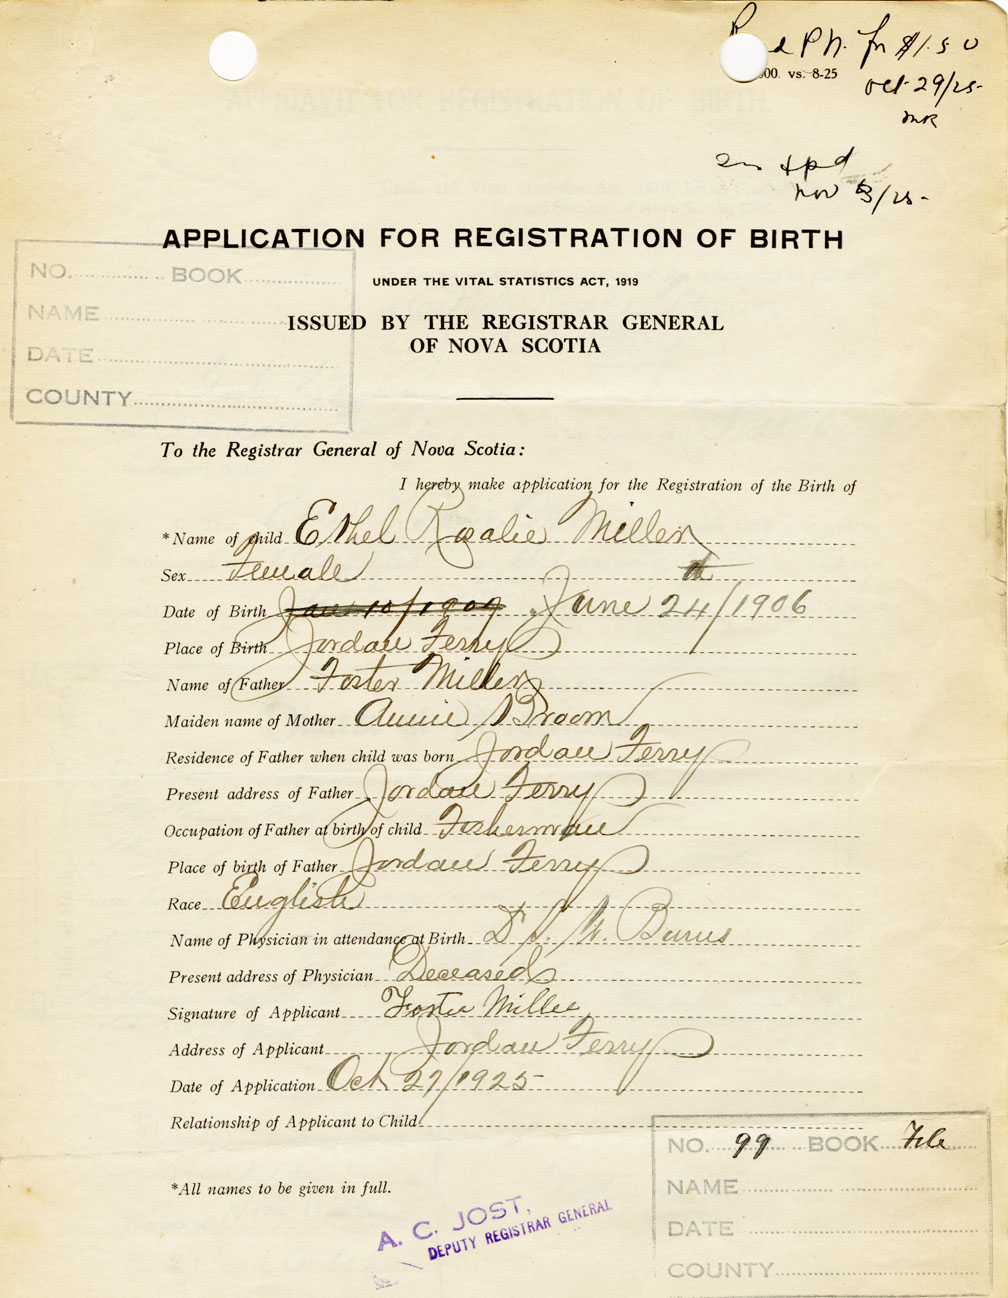 P.N. for $1.50
000. vs. 8-25
Oct 29/25-
MR
Nov 3/25-
APPLICATION FOR REGISTRATION OF BIRTH
UNDER THE VITAL STATISTICS ACT, 1919
NO. BOOK
NAME
DATE
COUNTY
ISSUED BY THE REGISTRAR GENERAL
OF NOVA SCOTIA
To the Registrar General of Nova Scotia:
I hereby make application for the Registration of the Birth of
*Name of child Ethel Rozalie Miller
Sex Female
Date of Birth Jan 10/1909 June 24th/1906
Place of Birth Jordan Ferry
Name of Father Foster Miller
Maiden name of Mother Annie Broom
Residence of Father when child was born Jordan Ferry
Present address of Father Jordan Ferry
Occupation of Father at birth of child Fisherman
Place of birth of Father Jordan Ferry
Race English
Name of Physician in attendance at Birth Dr Burns
Present address of Physician Deceased
Signature of Applicant Foster Miller
Address of Applicant Jordan Ferry
Date of Application Oct 27/1925
Relationship of Applicant to Child
*All names to be given in full.
A. C. JOST,
DEPUTY REGISTRAR GENERAL
NO. 99 BOOK File
NAME
DATE
COUNTY